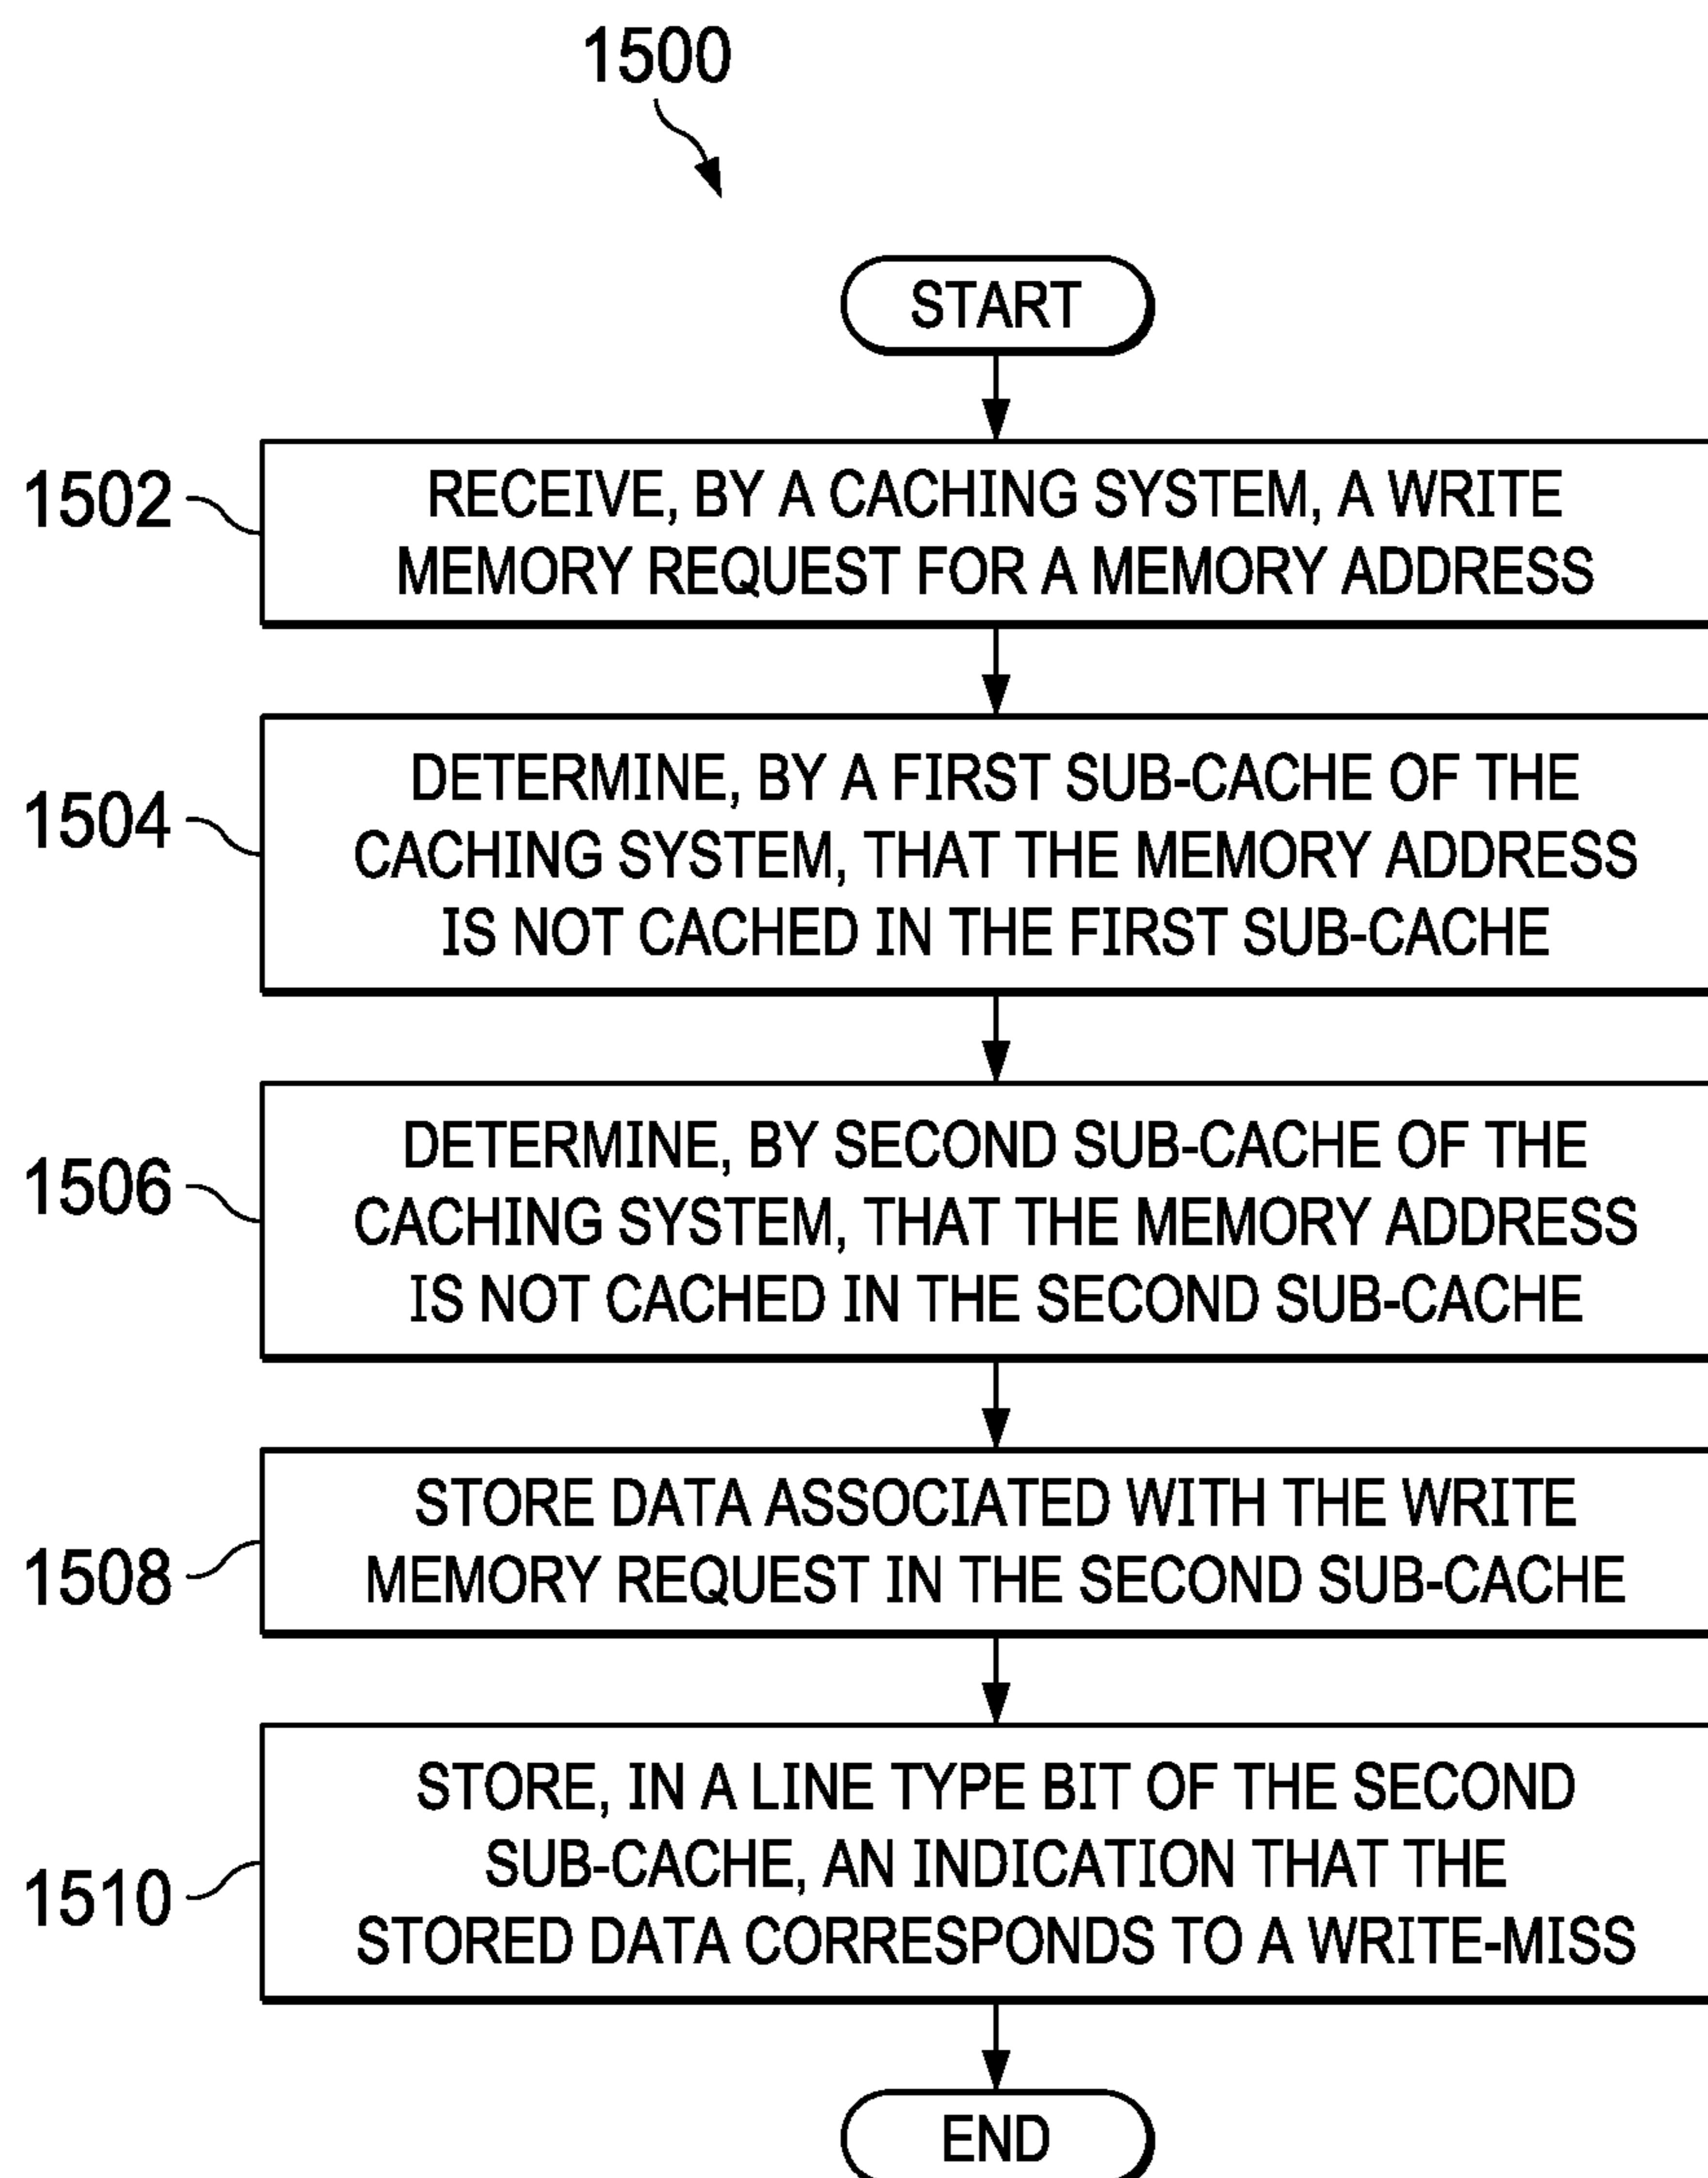 1500
START
1502
RECEIVE, BY A CACHING SYSTEM, A WRITE
MEMORY REQUEST FOR A MEMORY ADDRESS
1504
DETERMINE, BY A FIRST SUB-CACHE OF THE
CACHING SYSTEM, THAT THE MEMORY ADDRESS
IS NOT CACHED IN THE FIRST SUB-CACHE
1506
DETERMINE, BY SECOND SUB-CACHE OF THE
CACHING SYSTEM, THAT THE MEMORY ADDRESS
IS NOT CACHED IN THE SECOND SUB-CACHE
1508
STORE DATA ASSOCIATED WITH THE WRITE
MEMORY REQUEST IN THE SECOND SUB-CACHE
1510
STORE, IN A LINE TYPE BIT OF THE SECOND
SUB-CACHE, AN INDICATION THAT THE
STORED DATA CORRESPONDS TO A WRITE-MISS
END